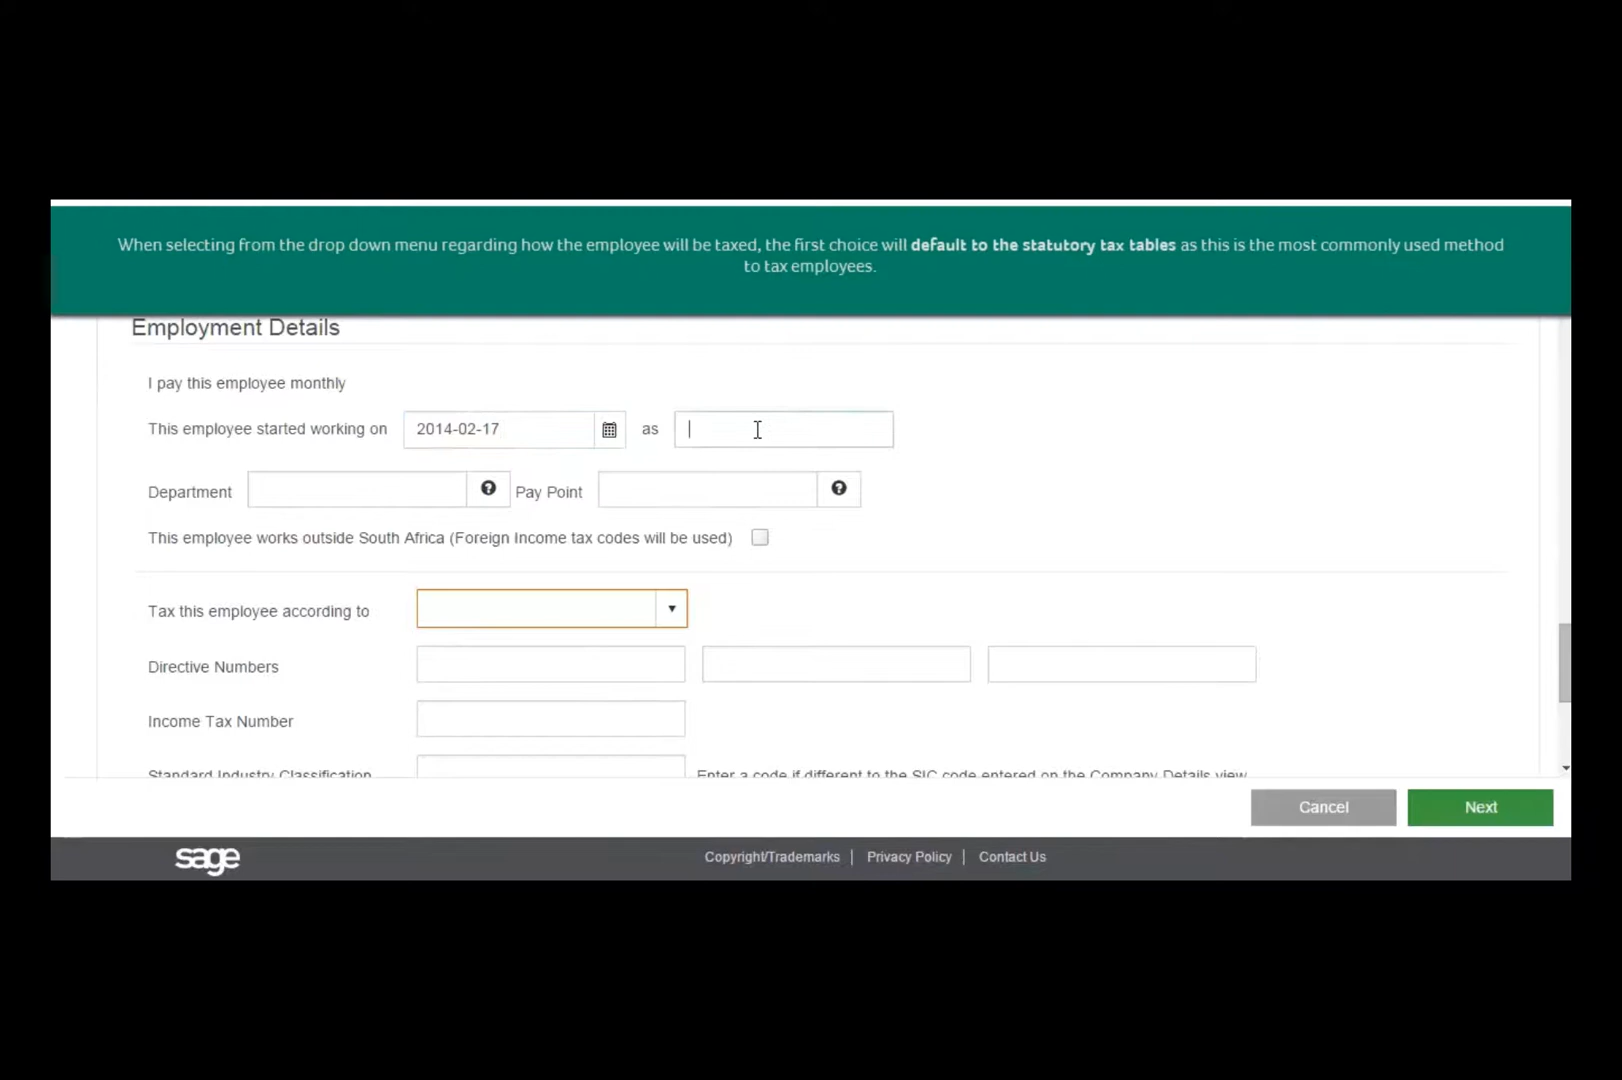 When selecting from the drop down menu regarding how the employee will be taxed, the first choice will default to the statutory tax tables as this is the most commonly used method
to tax employees.
Employment Details
I pay this employee monthly
This employee started working on 2014-02-17 as
Department Pay Point
This employee works outside South Africa (Foreign Income tax codes will be used)
Tax this employee according to
Directive Numbers
Income Tax Number
Standard Industry Classification Enter a code if different to the SIC code entered on the Company Details view
Cancel Next
sage Copyright/Trademarks | Privacy Policy | Contact Us